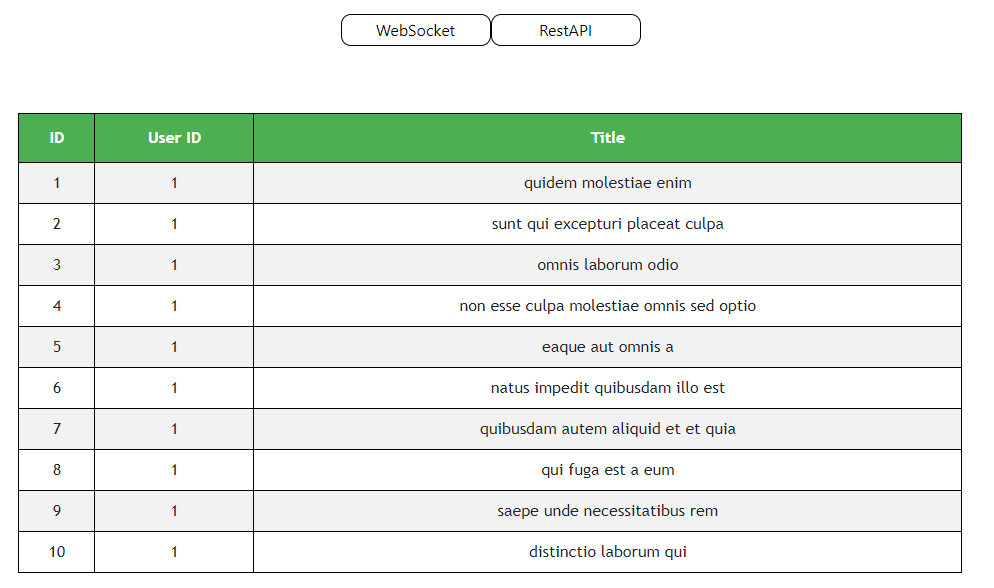 WebSocket RestAPI
ID User ID Title
1 1 quidem molestiae enim
2 1 sunt qui excepturi placeat culpa
3 1 omnis laborum odio
4 1 non esse culpa molestiae omnis sed optio
5 1 eaque aut omnis a
6 1 natus impedit quibusdam illo est
7 1 quibusdam autem aliquid et et quia
8 1 qui fuga est a eum
9 1 saepe unde necessitatibus rem
10 1 distinctio laborum qui